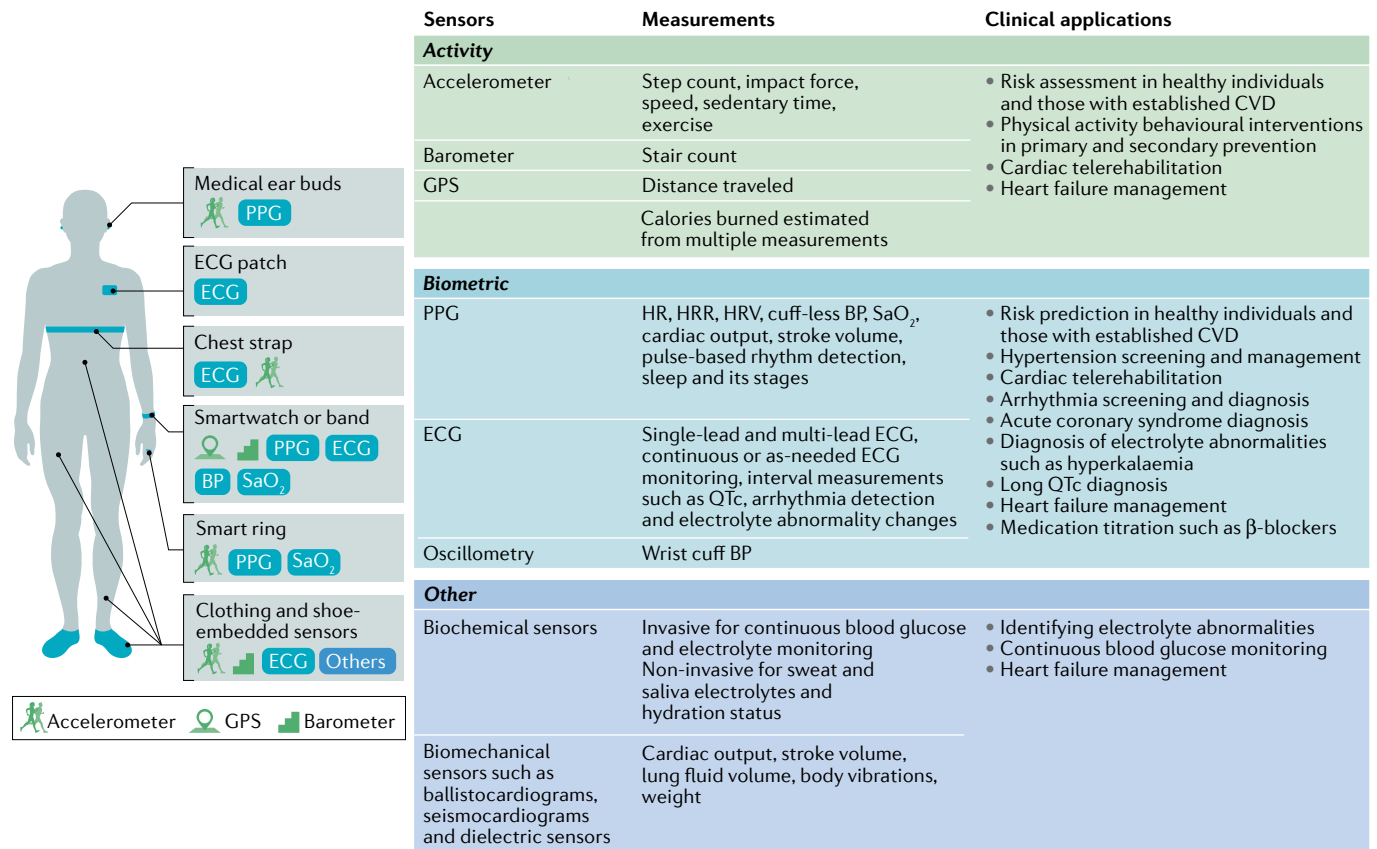 Medical ear buds
PPG
ECG patch
ECG
Chest strap
ECG
Smartwatch or band
PPG ECG
BP SaO₂
Smart ring
PPG SaO₂
Clothing and shoe-
embedded sensors
ECG Others
Accelerometer GPS Barometer
Sensors Measurements Clinical applications
Activity
Accelerometer
Step count, impact force,
speed, sedentary time,
exercise
Barometer
Stair count
GPS
Distance traveled
Calories burned estimated
from multiple measurements
• Risk assessment in healthy individuals
and those with established CVD
• Physical activity behavioural interventions
in primary and secondary prevention
• Cardiac telerehabilitation
• Heart failure management
Biometric
PPG
HR, HRR, HRV, cuff-less BP, SaO₂,
cardiac output, stroke volume,
pulse-based rhythm detection,
sleep and its stages
ECG
Single-lead and multi-lead ECG,
continuous or as-needed ECG
monitoring, interval measurements
such as QTc, arrhythmia detection
and electrolyte abnormality changes
Oscillometry
Wrist cuff BP
• Risk prediction in healthy individuals and
those with established CVD
• Hypertension screening and management
• Cardiac telerehabilitation
• Arrhythmia screening and diagnosis
• Acute coronary syndrome diagnosis
• Diagnosis of electrolyte abnormalities
such as hyperkalaemia
• Long QTc diagnosis
• Heart failure management
• Medication titration such as β-blockers
Other
Biochemical sensors
Invasive for continuous blood glucose
and electrolyte monitoring
Non-invasive for sweat and
saliva electrolytes and
hydration status
Biomechanical
sensors such as
ballistocardiograms,
seismocardiograms
and dielectric sensors
Cardiac output, stroke volume,
lung fluid volume, body vibrations,
weight
• Identifying electrolyte abnormalities
• Continuous blood glucose monitoring
• Heart failure management